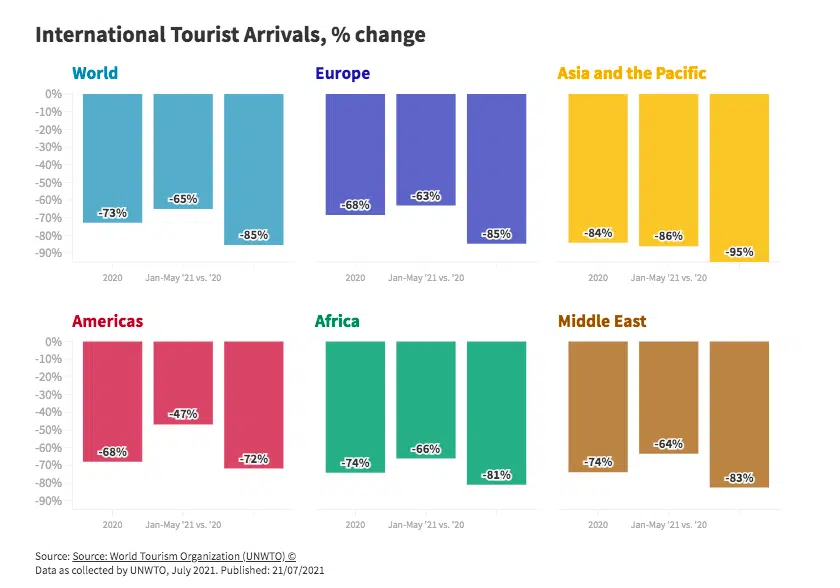 International Tourist Arrivals, % change
World
Europe
Asia and the Pacific
0%
-10%
-20%
-30%
-40%
-50%
-60%
-70%
-80%
-90%
-73%
-65%
-85%
-68%
-63%
-85%
-84%
-86%
-95%
2020 Jan-May '21 vs. '20
2020 Jan-May '21 vs. '20
2020 Jan-May '21 vs. '20
Americas
Africa
Middle East
0%
-10%
-20%
-30%
-40%
-50%
-60%
-70%
-80%
-90%
-68%
-47%
-72%
-74%
-66%
-81%
-74%
-64%
-83%
2020 Jan-May '21 vs. '20
2020 Jan-May '21 vs. '20
2020 Jan-May '21 vs. '20
Source: Source: World Tourism Organization (UNWTO) ©
Data as collected by UNWTO, July 2021. Published: 21/07/2021